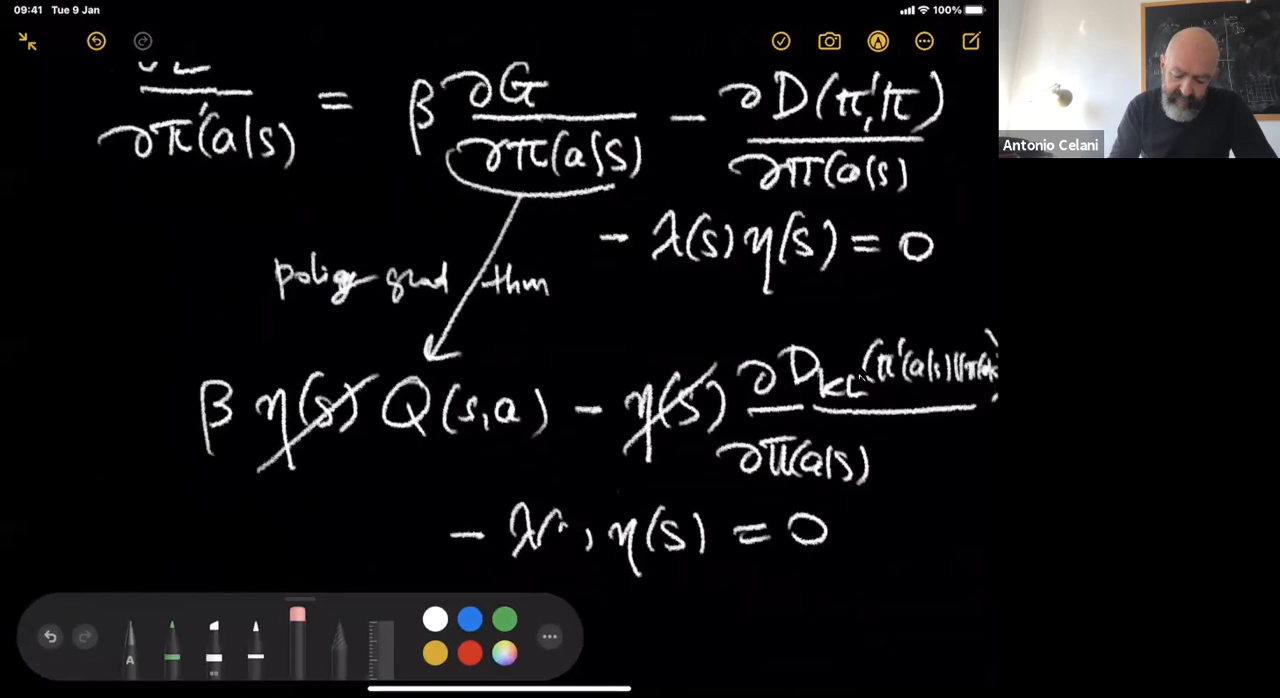 09:41 Tue 9 Jan 100%
Antonio Celani
∂π'(a|s) = β ∂G / ∂π(a|s) − ∂D(π',π) / ∂π(a|s)
− λ(s) η(s) = 0
policy grad thm
β η(s) Q(s,a) − η(s) ∂D_KL(π'(a|s)||π(a / ∂π(a|s)
− λ η(s) = 0
A